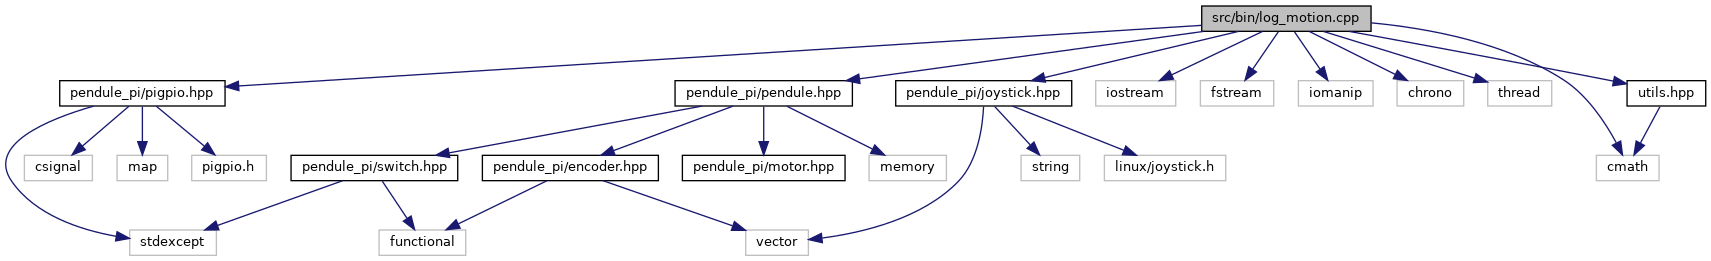 src/bin/log_motion.cpp
pendule_pi/pigpio.hpp
pendule_pi/pendule.hpp
pendule_pi/joystick.hpp
iostream
fstream
iomanip
chrono
thread
utils.hpp
csignal
map
pigpio.h
pendule_pi/switch.hpp
pendule_pi/encoder.hpp
pendule_pi/motor.hpp
memory
string
linux/joystick.h
cmath
stdexcept
functional
vector